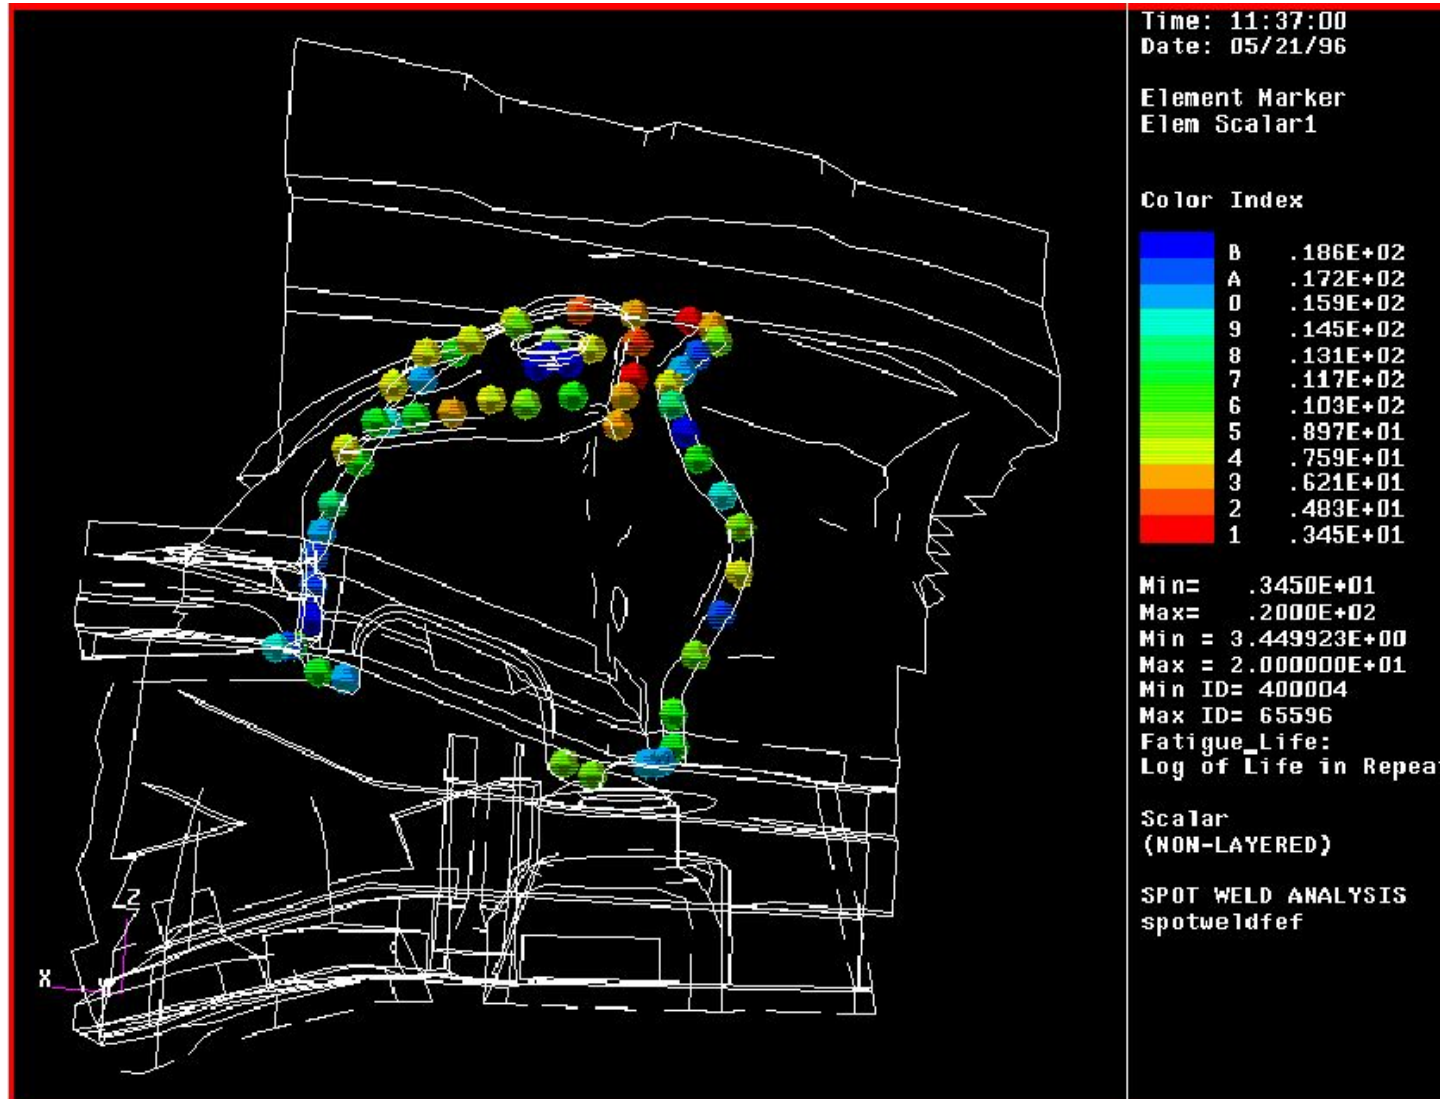 Time: 11:37:00
Date: 05/21/96
Element Marker
Elem Scalar1
Color Index
B .186E+02
A .172E+02
0 .159E+02
9 .145E+02
8 .131E+02
7 .117E+02
6 .103E+02
5 .897E+01
4 .759E+01
3 .621E+01
2 .483E+01
1 .345E+01
Min= .3450E+01
Max= .2000E+02
Min = 3.449923E+00
Max = 2.000000E+01
Min ID= 400004
Max ID= 65596
Fatigue_Life:
Log of Life in Repeat
Scalar
(NON-LAYERED)
SPOT WELD ANALYSIS
spotweldfef
Z
X
Y